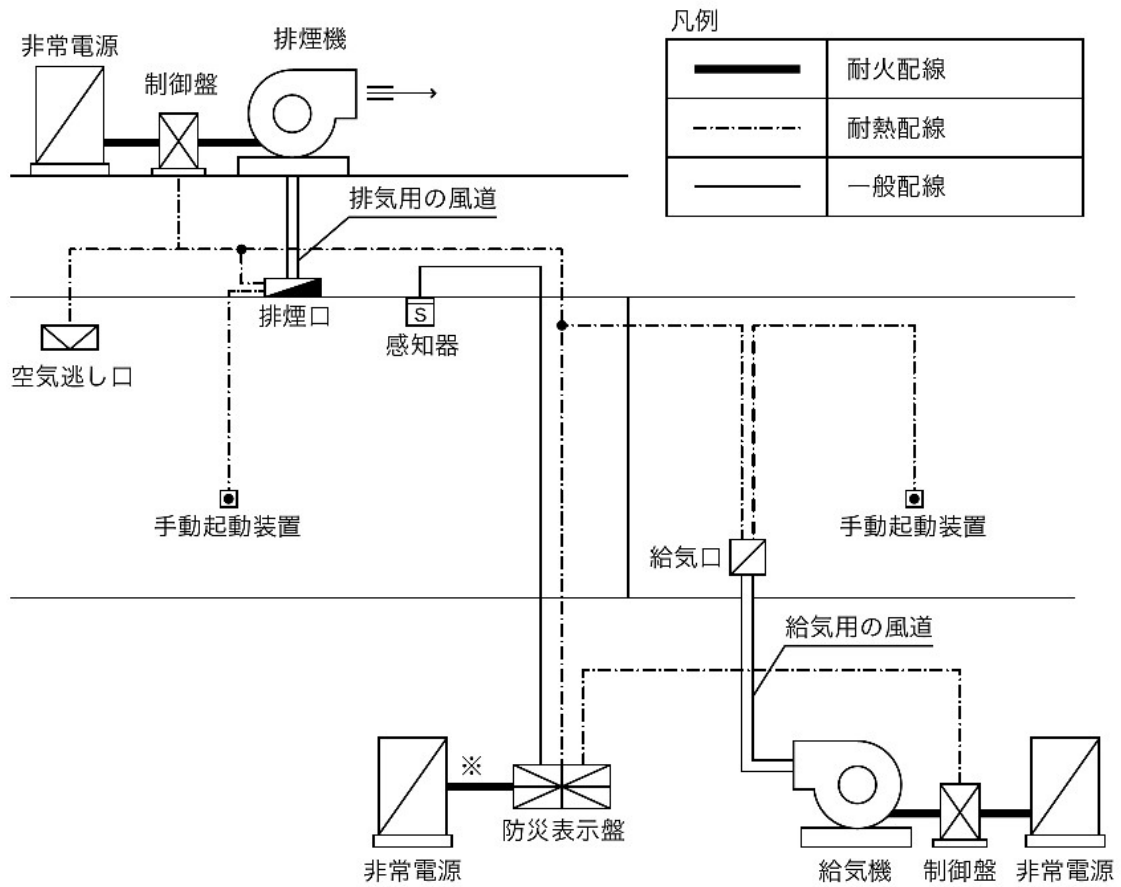 凡例
耐火配線
耐熱配線
一般配線
非常電源
制御盤
排煙機
排気用の風道
排煙口
S
感知器
空気逃し口
手動起動装置
手動起動装置
給気口
給気用の風道
※
防災表示盤
非常電源
給気機
制御盤
非常電源